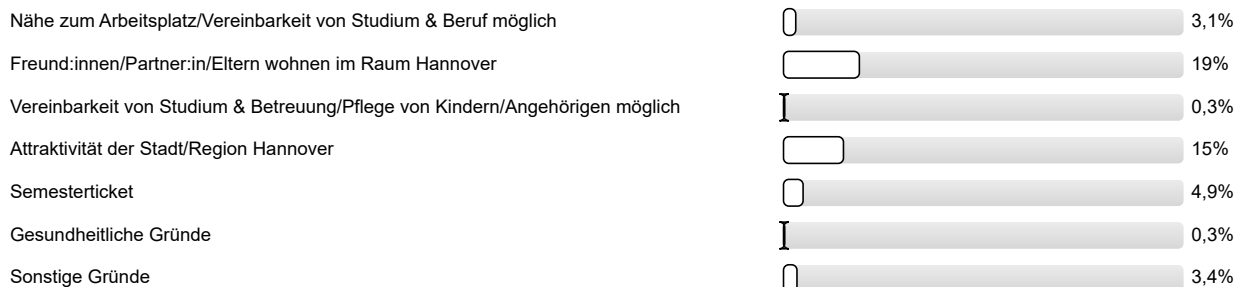 Nähe zum Arbeitsplatz/Vereinbarkeit von Studium & Beruf möglich 3,1%
Freund:innen/Partner:in/Eltern wohnen im Raum Hannover 19%
Vereinbarkeit von Studium & Betreuung/Pflege von Kindern/Angehörigen möglich 0,3%
Attraktivität der Stadt/Region Hannover 15%
Semesterticket 4,9%
Gesundheitliche Gründe 0,3%
Sonstige Gründe 3,4%